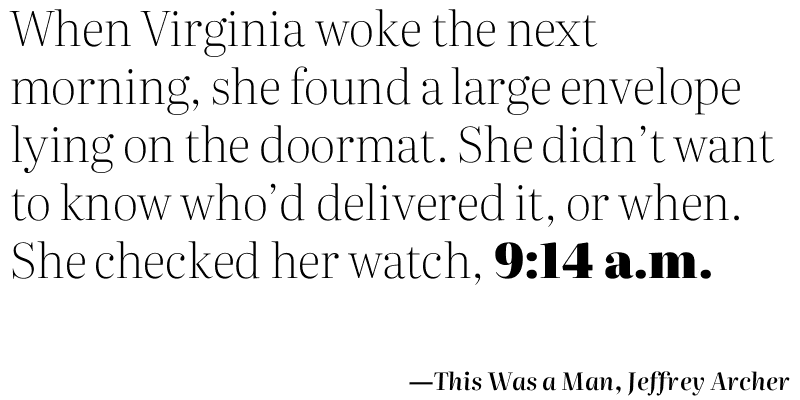 When Virginia woke the next
morning, she found a large envelope
lying on the doormat. She didn’t want
to know who’d delivered it, or when.
She checked her watch, 9:14 a.m.
—This Was a Man, Jeffrey Archer